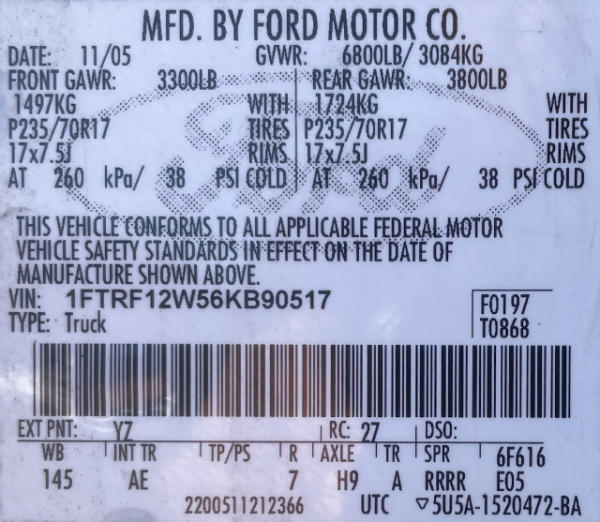 MFD. BY FORD MOTOR CO.
DATE: 11/05 GVWR: 6800LB/ 3084KG
FRONT GAWR: 3300LB REAR GAWR: 3800LB
1497KG WITH 1724KG WITH
P235/70R17 TIRES P235/70R17 TIRES
17x7.5J RIMS 17x7.5J RIMS
AT 260 kPa/ 38 PSI COLD AT 260 kPa/ 38 PSI COLD
Ford
THIS VEHICLE CONFORMS TO ALL APPLICABLE FEDERAL MOTOR
VEHICLE SAFETY STANDARDS IN EFFECT ON THE DATE OF
MANUFACTURE SHOWN ABOVE.
VIN: 1FTRF12W56KB90517 F0197
TYPE: Truck T0868
EXT PNT: YZ RC: 27 DSO:
WB INT TR TP/PS R AXLE TR SPR 6F616
145 AE 7 H9 A RRRR E05
2200511212366 UTC ▽5U5A-1520472-BA